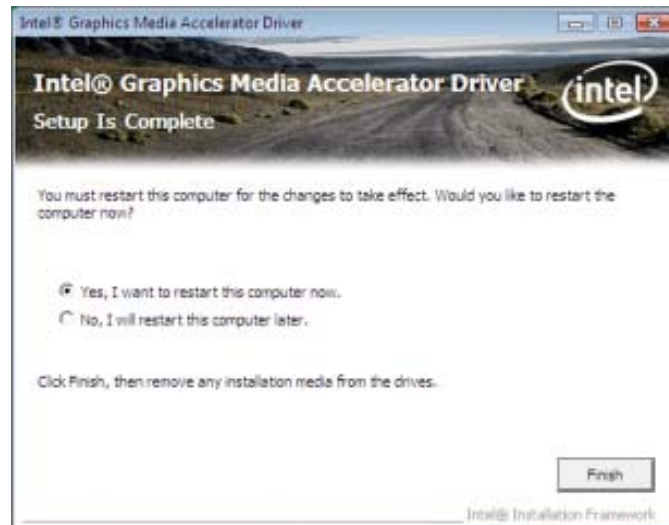 Intel® Graphics Media Accelerator Driver
Intel® Graphics Media Accelerator Driver
intel
Setup Is Complete
You must restart this computer for the changes to take effect. Would you like to restart the
computer now?
Yes, I want to restart this computer now.
No, I will restart this computer later.
Click Finish, then remove any installation media from the drives.
Finish
Intel® Installation Framework